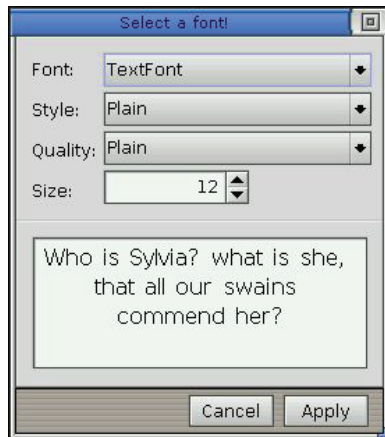 Select a font!
Font: TextFont
Style: Plain
Quality: Plain
Size: 12
Who is Sylvia? what is she,
that all our swains
commend her?
Cancel Apply